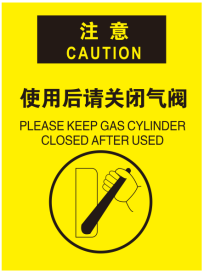 注 意
CAUTION
使用后请关闭气阀
PLEASE KEEP GAS CYLINDER
CLOSED AFTER USED